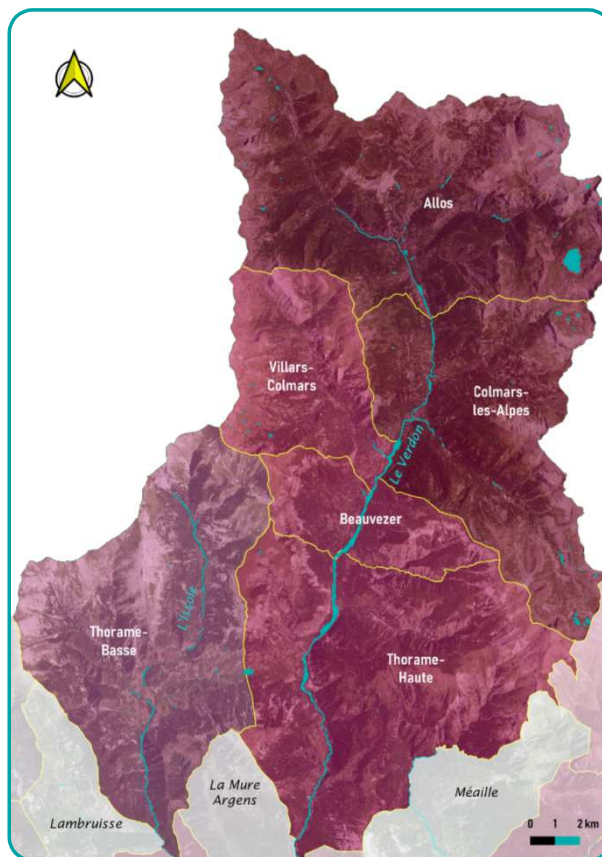 Allos
Villars-
Colmars
Colmars-
les-Alpes
Le Verdon
Beauvezer
L'Issole
Thorame-
Basse
Thorame-
Haute
La Mure
Argens
Méaille
Lambruisse
0 1 2 km